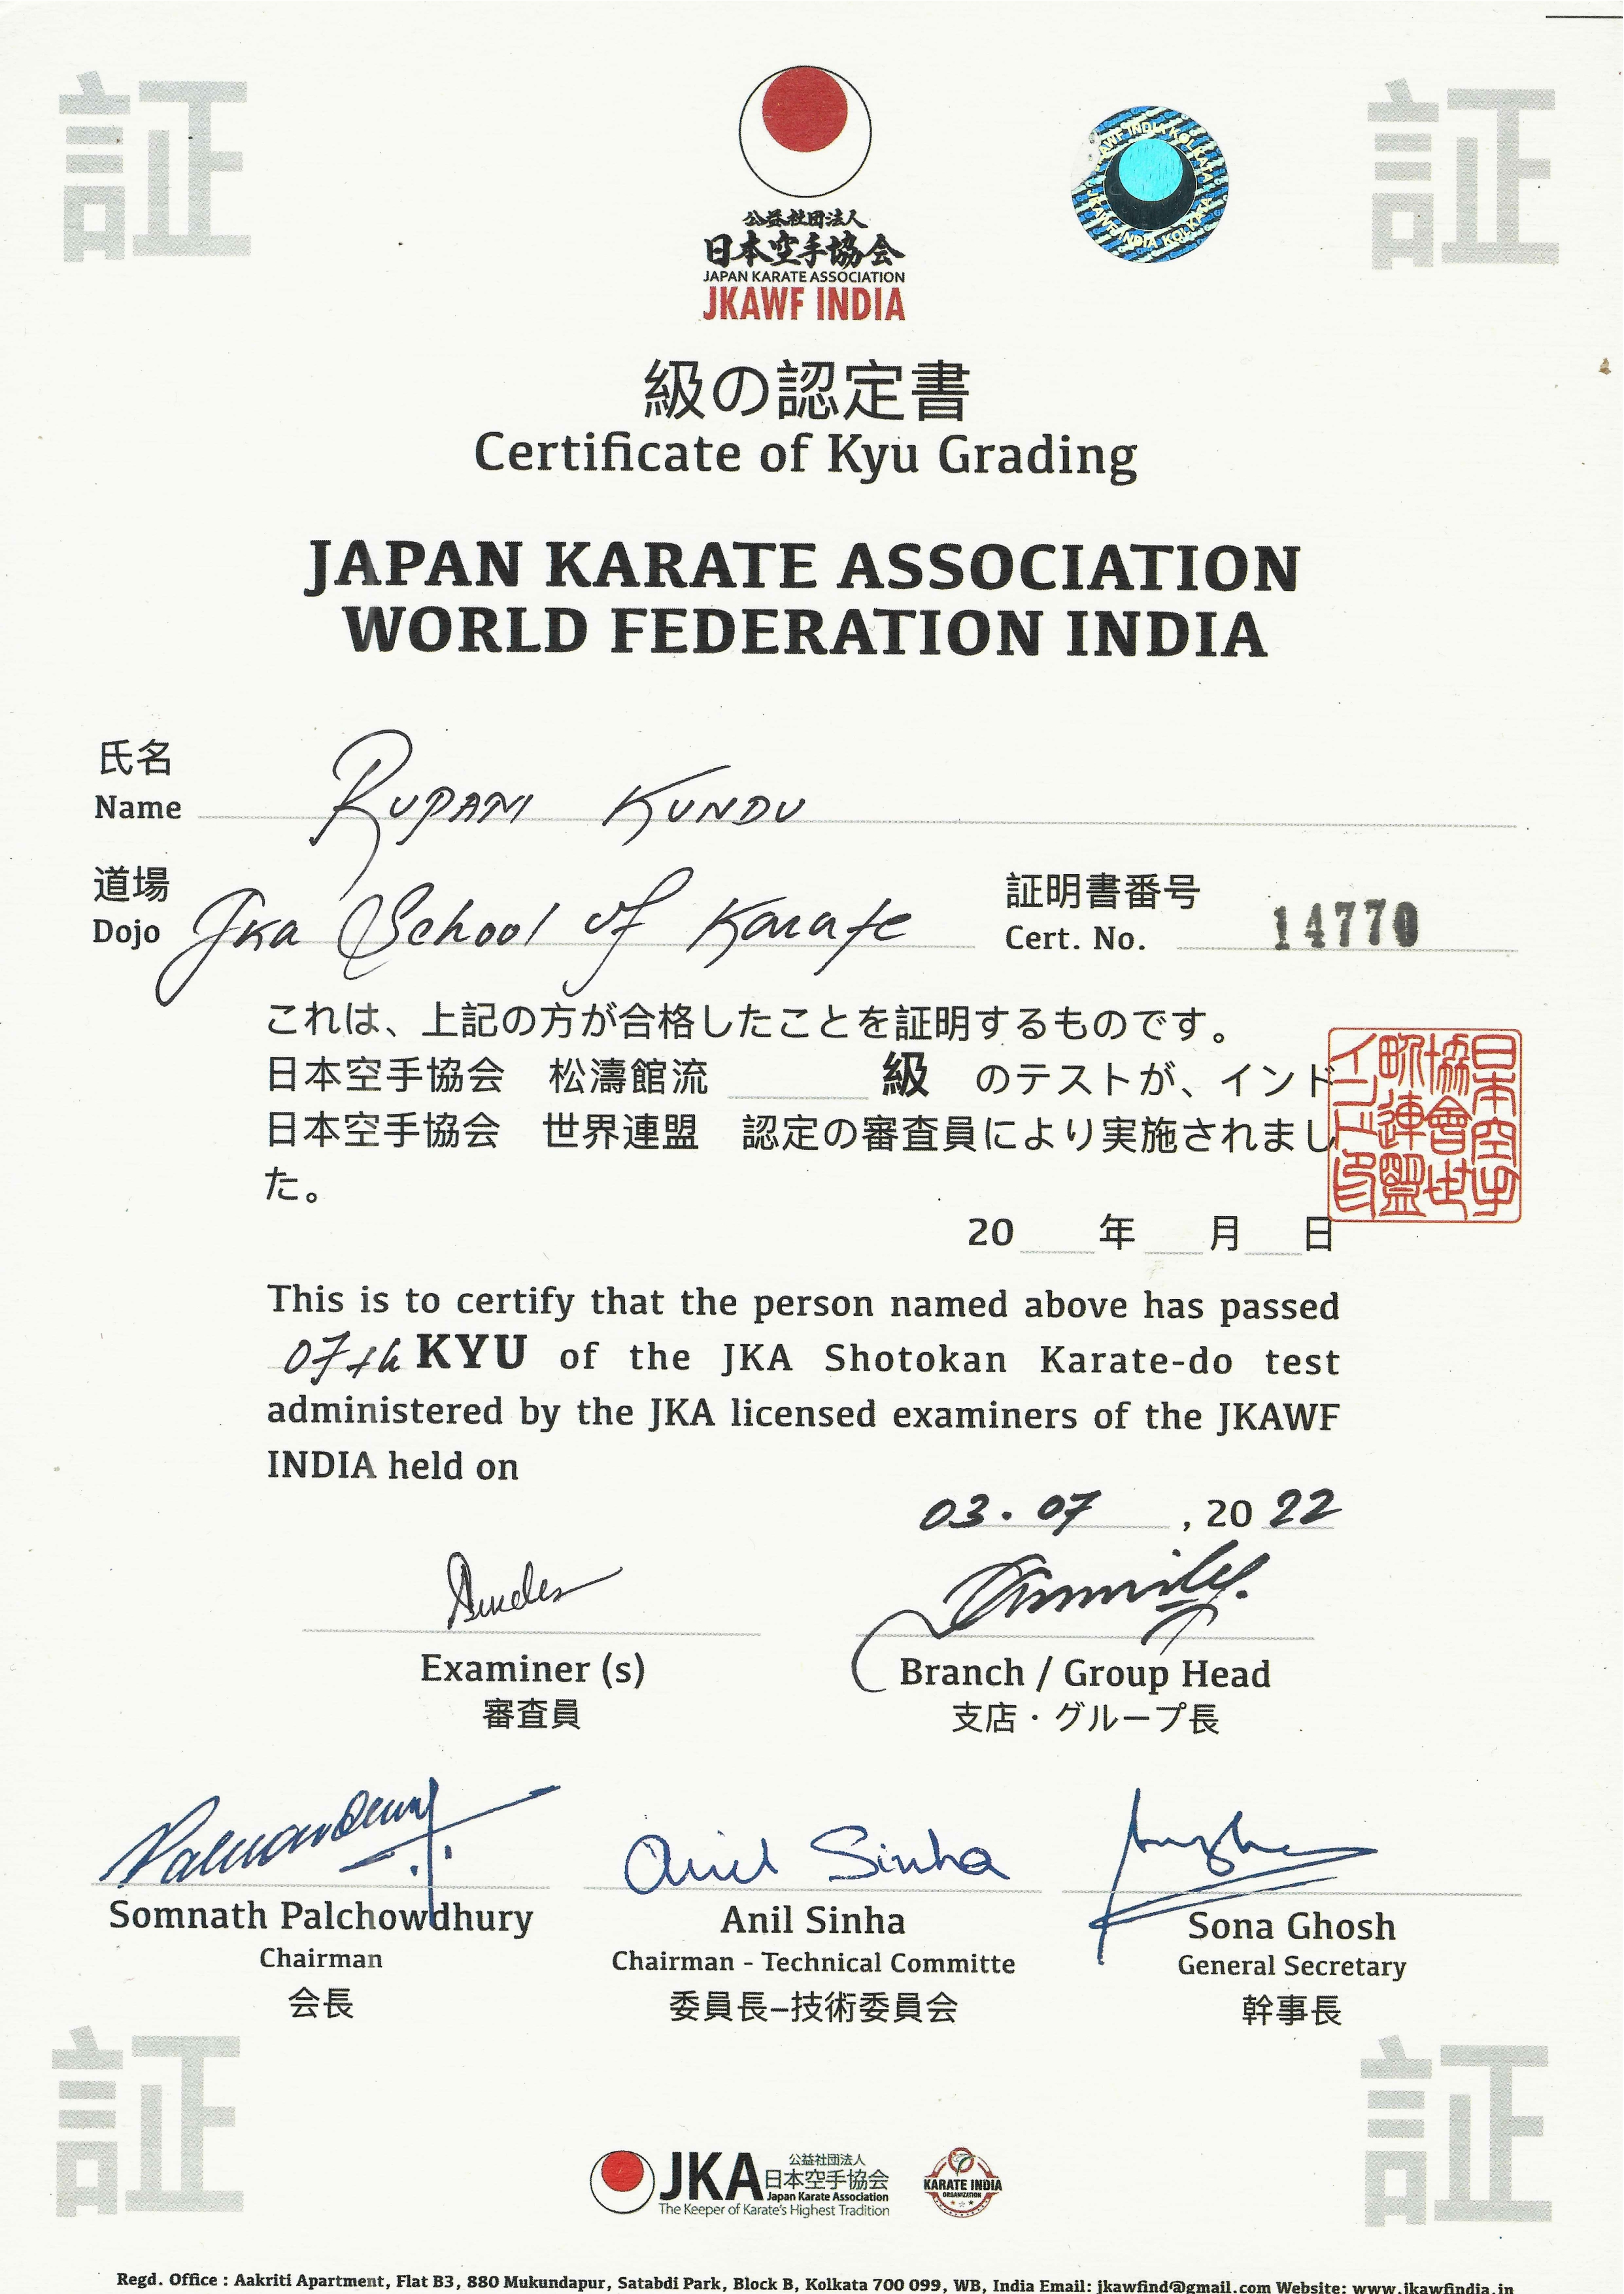 証
証
公益社団法人
日本空手協会
JAPAN KARATE ASSOCIATION
JKAWF INDIA
JKAWF INDIA KOLKATA
JKAWF INDIA KOLKATA
級の認定書
Certificate of Kyu Grading
JAPAN KARATE ASSOCIATION
WORLD FEDERATION INDIA
氏名
Name RUPANI KUNDU
道場
Dojo Jka School of Karate
証明書番号
Cert. No. 14770
これは、上記の方が合格したことを証明するものです。
日本空手協会 松濤館流 級 のテストが、インド
日本空手協会 世界連盟 認定の審査員により実施されまし
た。
20 年 月 日
This is to certify that the person named above has passed
07th KYU of the JKA Shotokan Karate-do test
administered by the JKA licensed examiners of the JKAWF
INDIA held on
03.07 , 20 22
Examiner (s)
審査員
Branch / Group Head
支店・グループ長
Somnath Palchowdhury
Chairman
会長
Anil Sinha
Anil Sinha
Chairman - Technical Committe
委員長–技術委員会
Sona Ghosh
General Secretary
幹事長
証
証
JKA 公益社団法人
日本空手協会
Japan Karate Association
The Keeper of Karate's Highest Tradition
KARATE INDIA
ORGANIZATION
Regd. Office : Aakriti Apartment, Flat B3, 880 Mukundapur, Satabdi Park, Block B, Kolkata 700 099, WB, India Email: jkawfind@gmail.com Website: www.jkawfindia.in